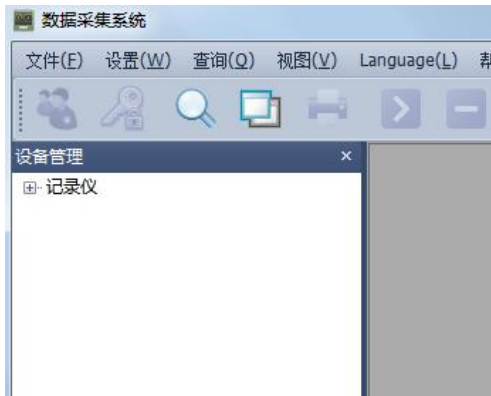 数据采集系统
文件(F) 设置(W) 查询(Q) 视图(V) Language(L) 帮
设备管理
记录仪